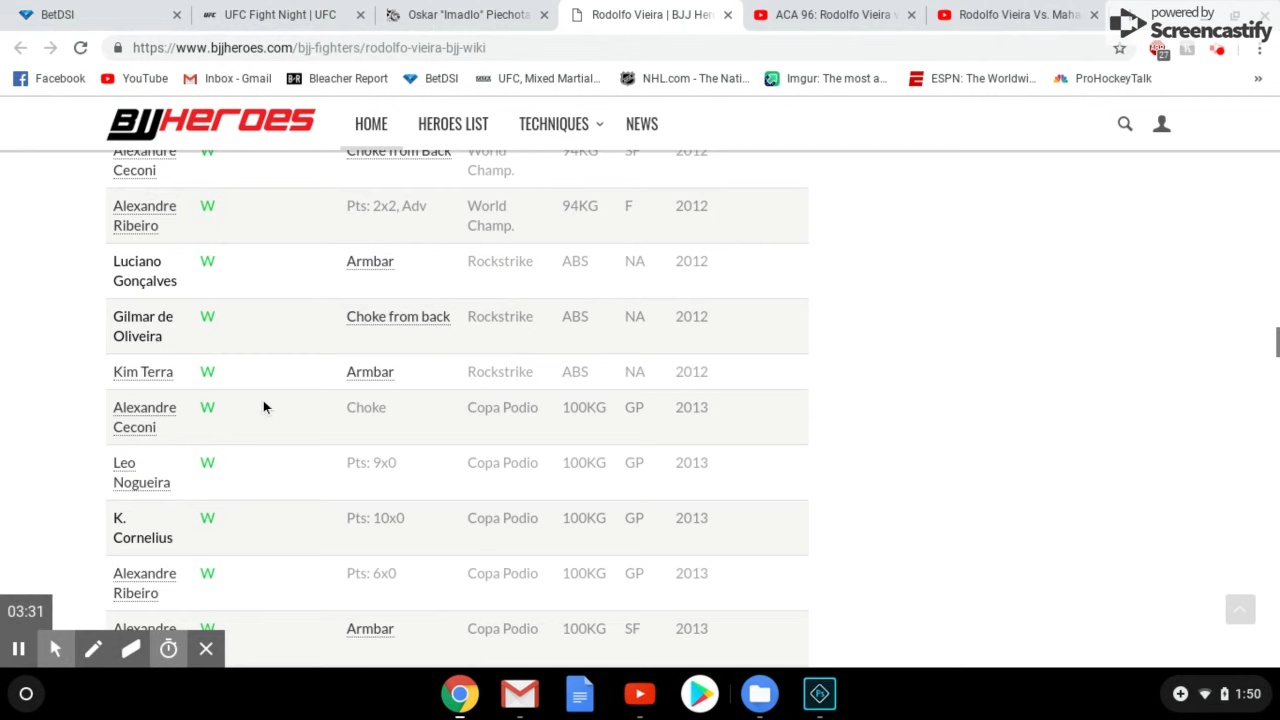 BetDSI
UFC Fight Night | UFC
Oskar "Imadlo" Piechota
Rodolfo Vieira | BJJ Her
ACA 96: Rodolfo Vieira v
Rodolfo Vieira Vs. Maha
powered by
Screencastify
https://www.bjjheroes.com/bjj-fighters/rodolfo-vieira-bjj-wiki
27
Facebook
YouTube
Inbox - Gmail
Bleacher Report
BetDSI
UFC, Mixed Martial...
NHL.com - The Nati...
Imgur: The most a...
ESPN: The Worldwi...
ProHockeyTalk
»
BJJHEROES
HOME
HEROES LIST
TECHNIQUES
NEWS
Alexandre Choke from Back World 94KG SF 2012
Ceconi Champ.
Alexandre W Pts: 2x2, Adv World 94KG F 2012
Ribeiro Champ.
Luciano W Armbar Rockstrike ABS NA 2012
Gonçalves
Gilmar de W Choke from back Rockstrike ABS NA 2012
Oliveira
Kim Terra W Armbar Rockstrike ABS NA 2012
Alexandre W Choke Copa Podio 100KG GP 2013
Ceconi
Leo W Pts: 9x0 Copa Podio 100KG GP 2013
Nogueira
K. W Pts: 10x0 Copa Podio 100KG GP 2013
Cornelius
Alexandre W Pts: 6x0 Copa Podio 100KG GP 2013
Ribeiro
Alexandre W Armbar Copa Podio 100KG SF 2013
03:31
1:50